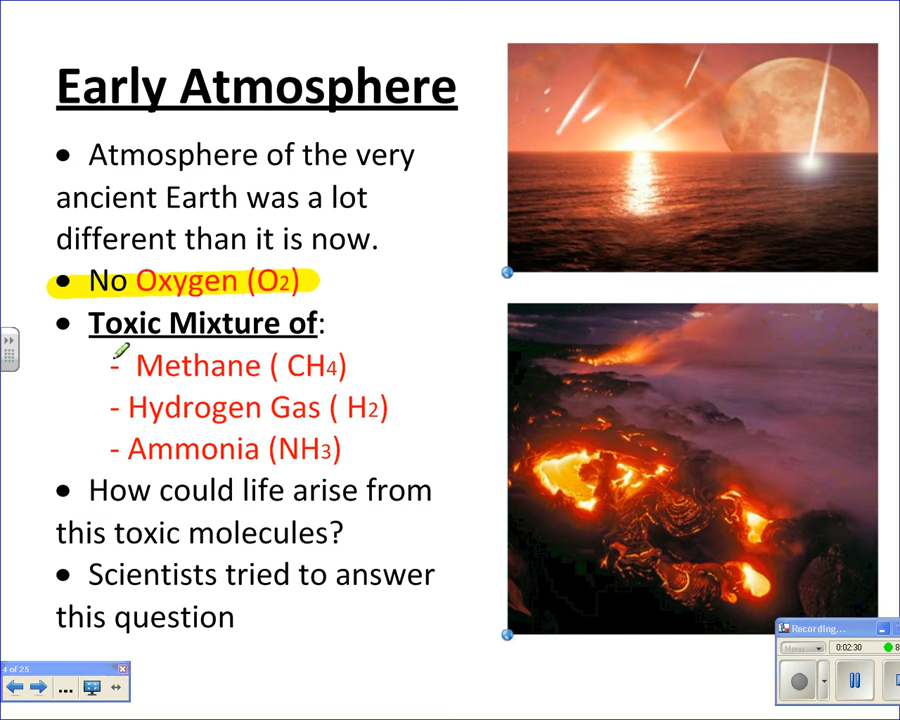 Early Atmosphere
• Atmosphere of the very
ancient Earth was a lot
different than it is now.
• No Oxygen (O2)
• Toxic Mixture of:
- Methane ( CH4)
- Hydrogen Gas ( H2)
- Ammonia (NH3)
• How could life arise from
this toxic molecules?
• Scientists tried to answer
this question
4 of 25
...
Recording...
Menu
0:02:30
8